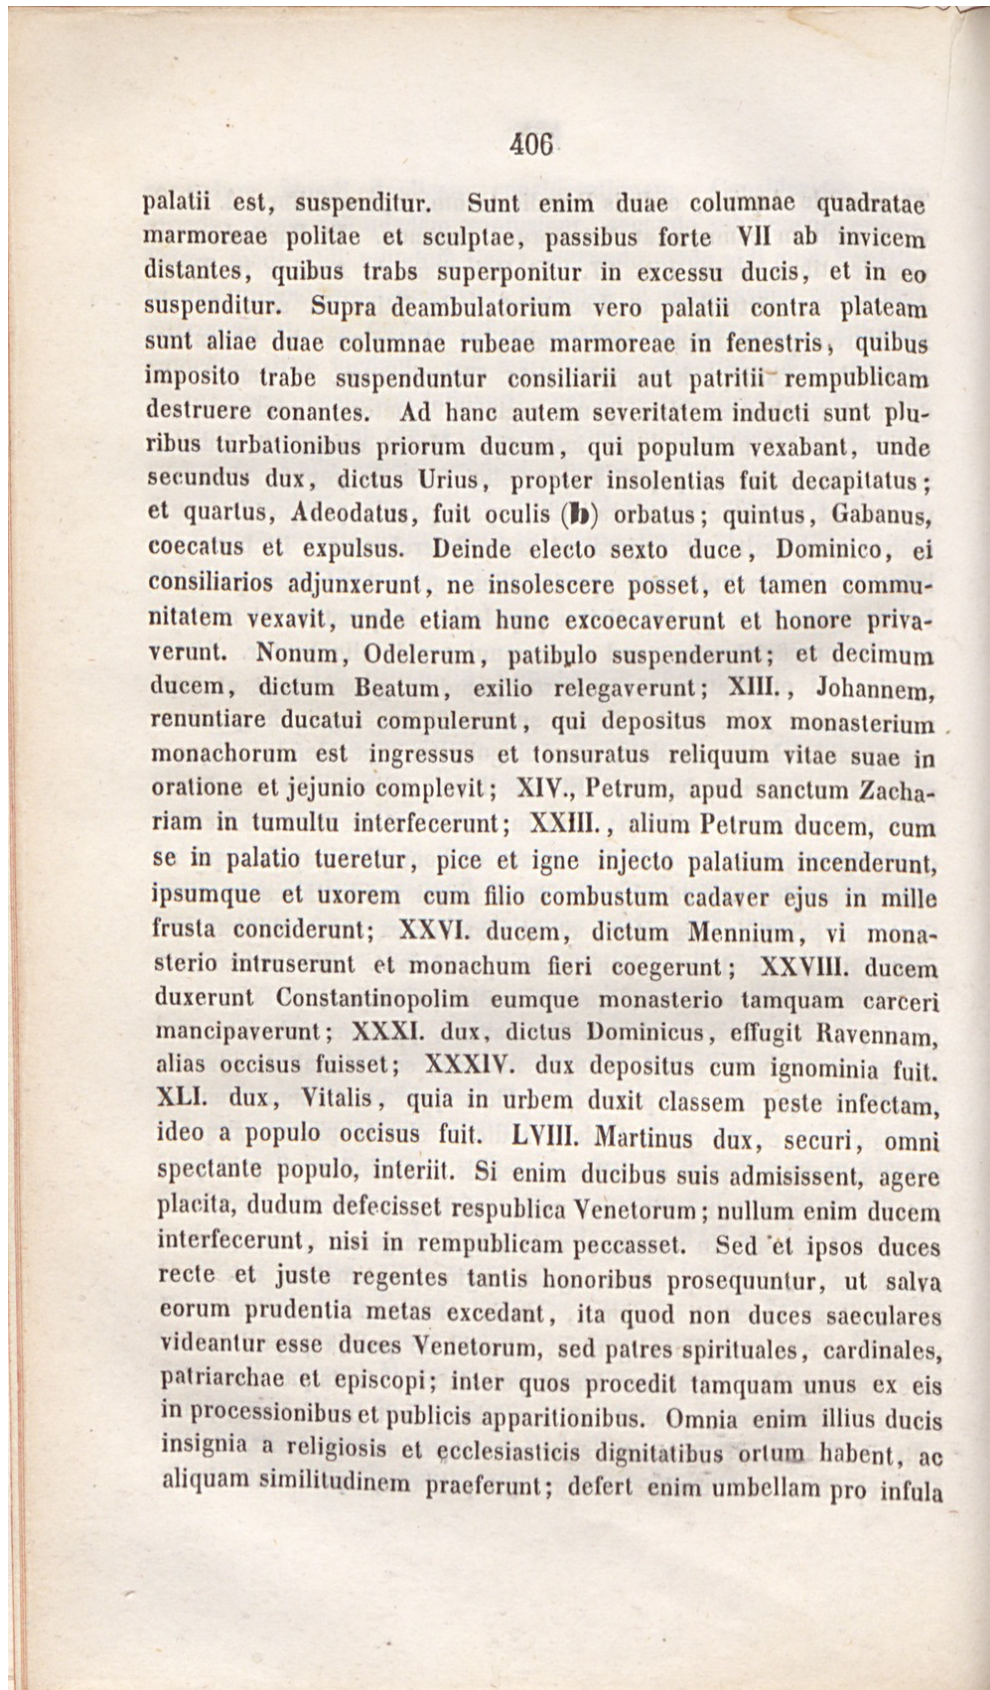 406
palatii est, suspenditur. Sunt enim duae columnae quadratae
marmoreae politae et sculptae, passibus forte VII ab invicem
distantes, quibus trabs superponitur in excessu ducis, et in eo
suspenditur. Supra deambulatorium vero palatii contra plateam
sunt aliae duae columnae rubeae marmoreae in fenestris, quibus
imposito trabe suspenduntur consiliarii aut patritii rempublicam
destruere conantes. Ad hanc autem severitatem inducti sunt plu-
ribus turbationibus priorum ducum, qui populum vexabant, unde
secundus dux, dictus Urius, propter insolentias fuit decapitatus;
et quartus, Adeodatus, fuit oculis (b) orbatus; quintus, Gabanus,
coecatus et expulsus. Deinde electo sexto duce, Dominico, ei
consiliarios adjunxerunt, ne insolescere posset, et tamen commu-
nitatem vexavit, unde etiam hunc excoecaverunt et honore priva-
verunt. Nonum, Odelerum, patibulo suspenderunt; et decimum
ducem, dictum Beatum, exilio relegaverunt; XIII., Johannem,
renuntiare ducatui compulerunt, qui depositus mox monasterium
monachorum est ingressus et tonsuratus reliquum vitae suae in
oratione et jejunio complevit; XIV., Petrum, apud sanctum Zacha-
riam in tumultu interfecerunt; XXIII., alium Petrum ducem, cum
se in palatio tueretur, pice et igne injecto palatium incenderunt,
ipsumque et uxorem cum filio combustum cadaver ejus in mille
frusta conciderunt; XXVI. ducem, dictum Mennium, vi mona-
sterio intruserunt et monachum fieri coegerunt; XXVIII. ducem
duxerunt Constantinopolim eumque monasterio tamquam carceri
mancipaverunt; XXXI. dux, dictus Dominicus, effugit Ravennam,
alias occisus fuisset; XXXIV. dux depositus cum ignominia fuit.
XLI. dux, Vitalis, quia in urbem duxit classem peste infectam,
ideo a populo occisus fuit. LVIII. Martinus dux, securi, omni
spectante populo, interiit. Si enim ducibus suis admisissent, agere
placita, dudum defecisset respublica Venetorum; nullum enim ducem
interfecerunt, nisi in rempublicam peccasset. Sed et ipsos duces
recte et juste regentes tantis honoribus prosequuntur, ut salva
eorum prudentia metas excedant, ita quod non duces saeculares
videantur esse duces Venetorum, sed patres spirituales, cardinales,
patriarchae et episcopi; inter quos procedit tamquam unus ex eis
in processionibus et publicis apparitionibus. Omnia enim illius ducis
insignia a religiosis et ecclesiasticis dignitatibus ortum habent, ac
aliquam similitudinem praeferunt; defert enim umbellam pro infula